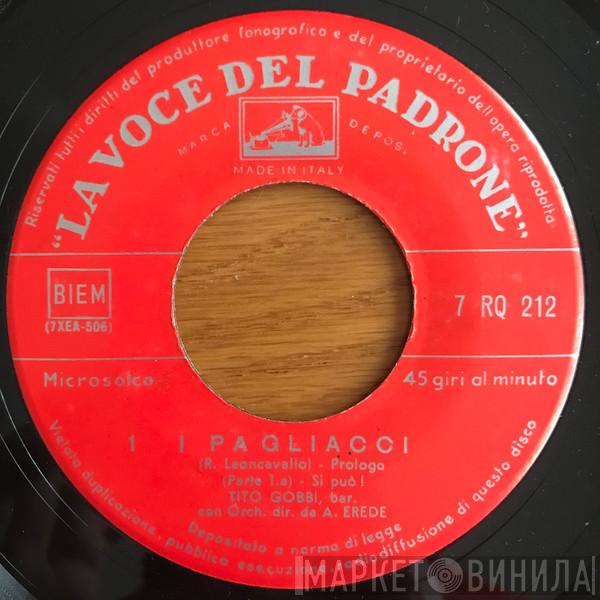 Riservati tutti i diritti del produttore fonografico e del proprietario dell'opera riprodotta
"LA VOCE DEL PADRONE"
MARCA DEPOS.
MADE IN ITALY
BIEM
(7XEA-506)
7 RQ 212
Microsolco
45 giri al minuto
1 I PAGLIACCI
(R. Leoncavallo) - Prologo
(Parte 1.a) - Si può!
TITO GOBBI, bar.
con Orch. dir. da A. EREDE
Depositato a norma di legge
Vietata duplicazione, pubblica esecuzione radiodiffusione di questo disco
МАРКЕТ ВИНИЛА